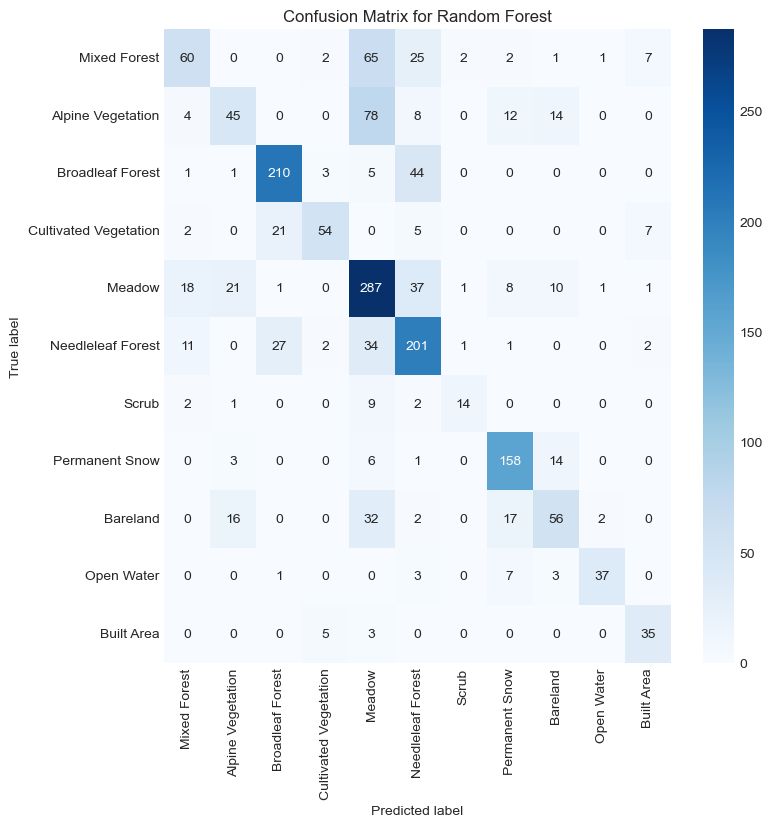 Confusion Matrix for Random Forest
Mixed Forest 60 0 0 2 65 25 2 2 1 1 7
Alpine Vegetation 4 45 0 0 78 8 0 12 14 0 0
Broadleaf Forest 1 1 210 3 5 44 0 0 0 0 0
Cultivated Vegetation 2 0 21 54 0 5 0 0 0 0 7
Meadow 18 21 1 0 287 37 1 8 10 1 1
Needleleaf Forest 11 0 27 2 34 201 1 1 0 0 2
Scrub 2 1 0 0 9 2 14 0 0 0 0
Permanent Snow 0 3 0 0 6 1 0 158 14 0 0
Bareland 0 16 0 0 32 2 0 17 56 2 0
Open Water 0 0 1 0 0 3 0 7 3 37 0
Built Area 0 0 0 5 3 0 0 0 0 0 35
True label
Mixed Forest
Alpine Vegetation
Broadleaf Forest
Cultivated Vegetation
Meadow
Needleleaf Forest
Scrub
Permanent Snow
Bareland
Open Water
Built Area
Predicted label
250
200
150
100
50
0